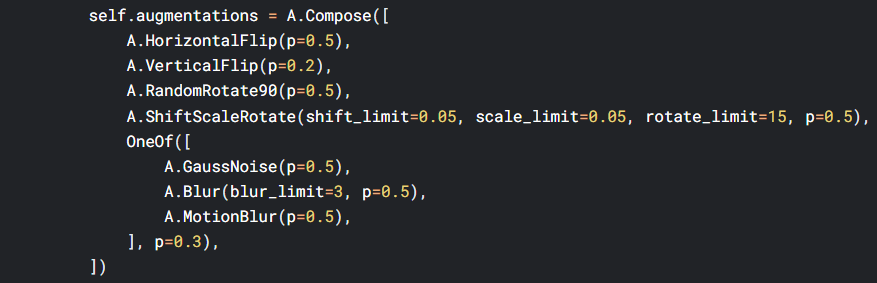 self.augmentations = A.Compose([
A.HorizontalFlip(p=0.5),
A.VerticalFlip(p=0.2),
A.RandomRotate90(p=0.5),
A.ShiftScaleRotate(shift_limit=0.05, scale_limit=0.05, rotate_limit=15, p=0.5),
OneOf([
A.GaussNoise(p=0.5),
A.Blur(blur_limit=3, p=0.5),
A.MotionBlur(p=0.5),
], p=0.3),
])